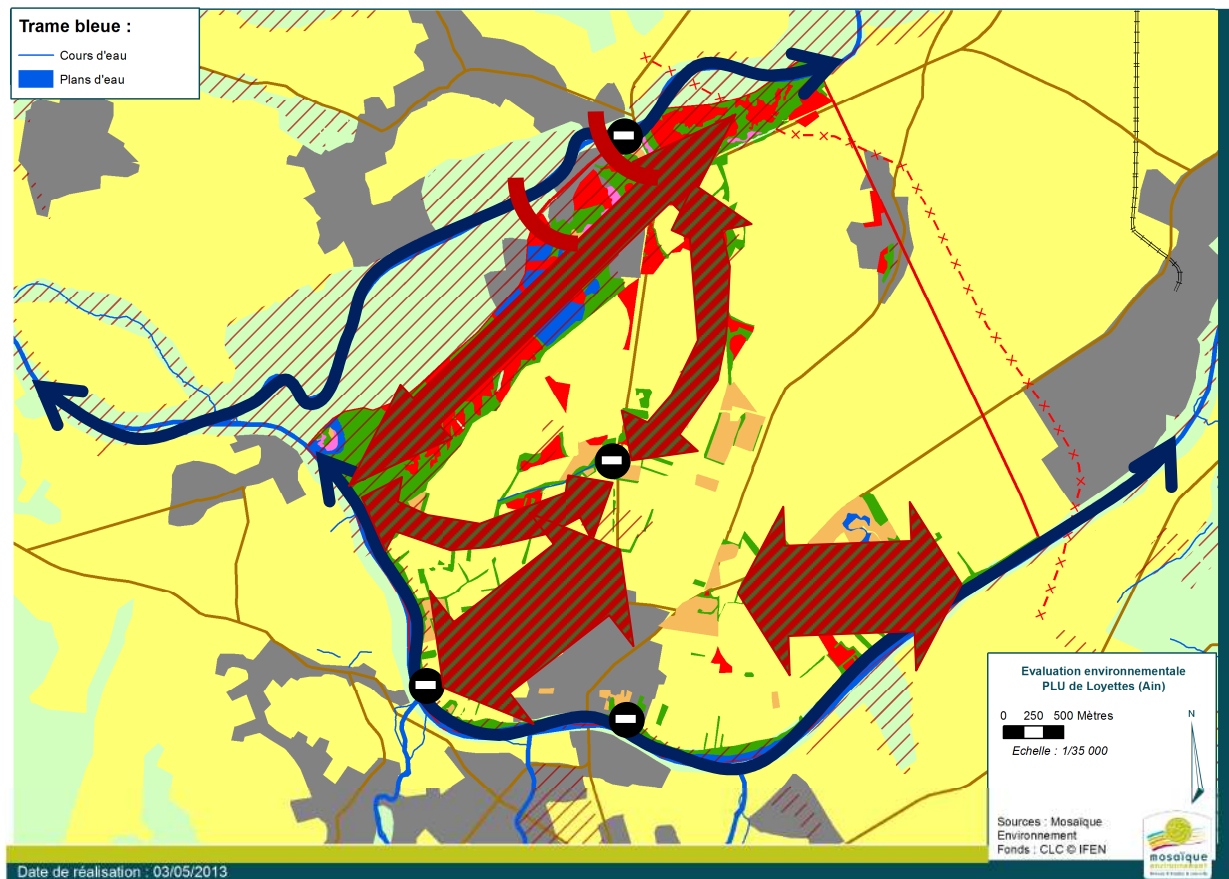 Trame bleue :
Cours d'eau
Plans d'eau
Evaluation environnementale
PLU de Loyettes (Ain)
0 250 500 Mètres
N
Echelle : 1/35 000
Sources : Mosaïque
Environnement
Fonds : CLC © IFEN
mosaïque
environnement
Date de réalisation : 03/05/2013